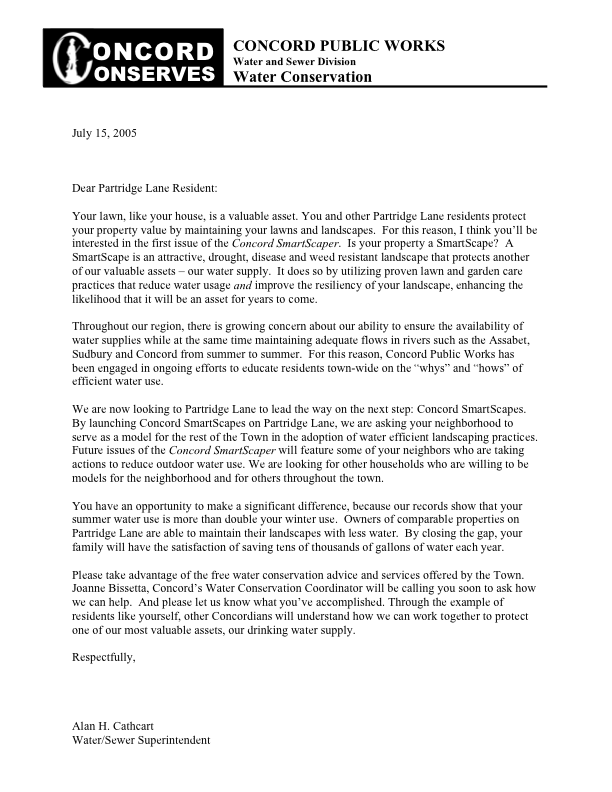 CONCORD
CONSERVES
CONCORD PUBLIC WORKS
Water and Sewer Division
Water Conservation
July 15, 2005
Dear Partridge Lane Resident:
Your lawn, like your house, is a valuable asset. You and other Partridge Lane residents protect
your property value by maintaining your lawns and landscapes.  For this reason, I think you'll be
interested in the first issue of the Concord SmartScaper.  Is your property a SmartScape?  A
SmartScape is an attractive, drought, disease and weed resistant landscape that protects another
of our valuable assets – our water supply.  It does so by utilizing proven lawn and garden care
practices that reduce water usage and improve the resiliency of your landscape, enhancing the
likelihood that it will be an asset for years to come.
Throughout our region, there is growing concern about our ability to ensure the availability of
water supplies while at the same time maintaining adequate flows in rivers such as the Assabet,
Sudbury and Concord from summer to summer.  For this reason, Concord Public Works has
been engaged in ongoing efforts to educate residents town-wide on the “whys” and “hows” of
efficient water use.
We are now looking to Partridge Lane to lead the way on the next step: Concord SmartScapes.
By launching Concord SmartScapes on Partridge Lane, we are asking your neighborhood to
serve as a model for the rest of the Town in the adoption of water efficient landscaping practices.
Future issues of the Concord SmartScaper will feature some of your neighbors who are taking
actions to reduce outdoor water use. We are looking for other households who are willing to be
models for the neighborhood and for others throughout the town.
You have an opportunity to make a significant difference, because our records show that your
summer water use is more than double your winter use.  Owners of comparable properties on
Partridge Lane are able to maintain their landscapes with less water.  By closing the gap, your
family will have the satisfaction of saving tens of thousands of gallons of water each year.
Please take advantage of the free water conservation advice and services offered by the Town.
Joanne Bissetta, Concord's Water Conservation Coordinator will be calling you soon to ask how
we can help.  And please let us know what you've accomplished. Through the example of
residents like yourself, other Concordians will understand how we can work together to protect
one of our most valuable assets, our drinking water supply.
Respectfully,
Alan H. Cathcart
Water/Sewer Superintendent